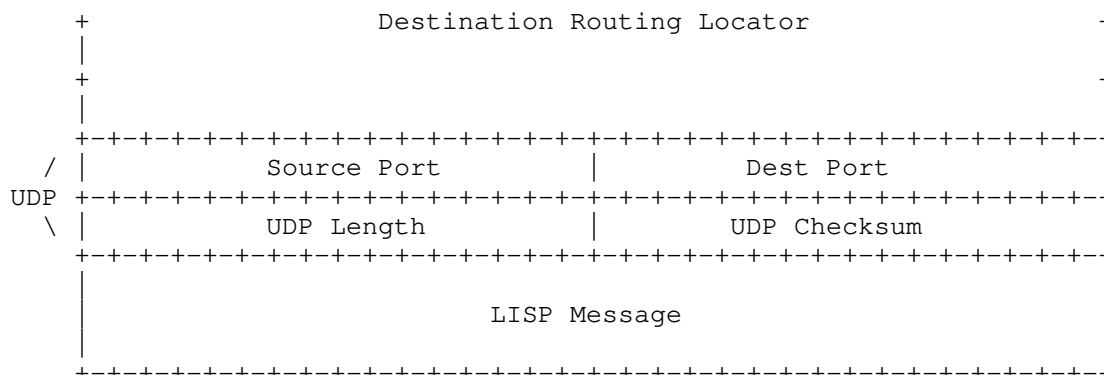 + Destination Routing Locator -
|
+ -
|
+-+-+-+-+-+-+-+-+-+-+-+-+-+-+-+-+-+-+-+-+-+-+-+-+-+-+-+-+-+-+-+-+-
/ | Source Port | Dest Port
UDP +-+-+-+-+-+-+-+-+-+-+-+-+-+-+-+-+-+-+-+-+-+-+-+-+-+-+-+-+-+-+-+-+-
\ | UDP Length | UDP Checksum
+-+-+-+-+-+-+-+-+-+-+-+-+-+-+-+-+-+-+-+-+-+-+-+-+-+-+-+-+-+-+-+-+-
|
| LISP Message
|
+-+-+-+-+-+-+-+-+-+-+-+-+-+-+-+-+-+-+-+-+-+-+-+-+-+-+-+-+-+-+-+-+-